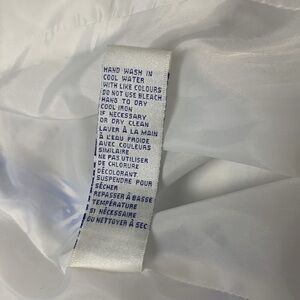 HAND WASH IN
COOL WATER
WITH LIKE COLOURS
DO NOT USE BLEACH
HANG TO DRY
COOL IRON
IF NECESSARY
OR DRY CLEAN
LAVER À LA MAIN
À L'EAU FROIDE
AVEC COULEURS
SIMILAIRE
NE PAS UTILISER
DE CHLORURE
DÉCOLORANT
SUSPENDRE POUR
SÉCHER
REPASSER À BASSE
TEMPÉRATURE
SI NÉCESSAIRE
OU NETTOYER À SEC